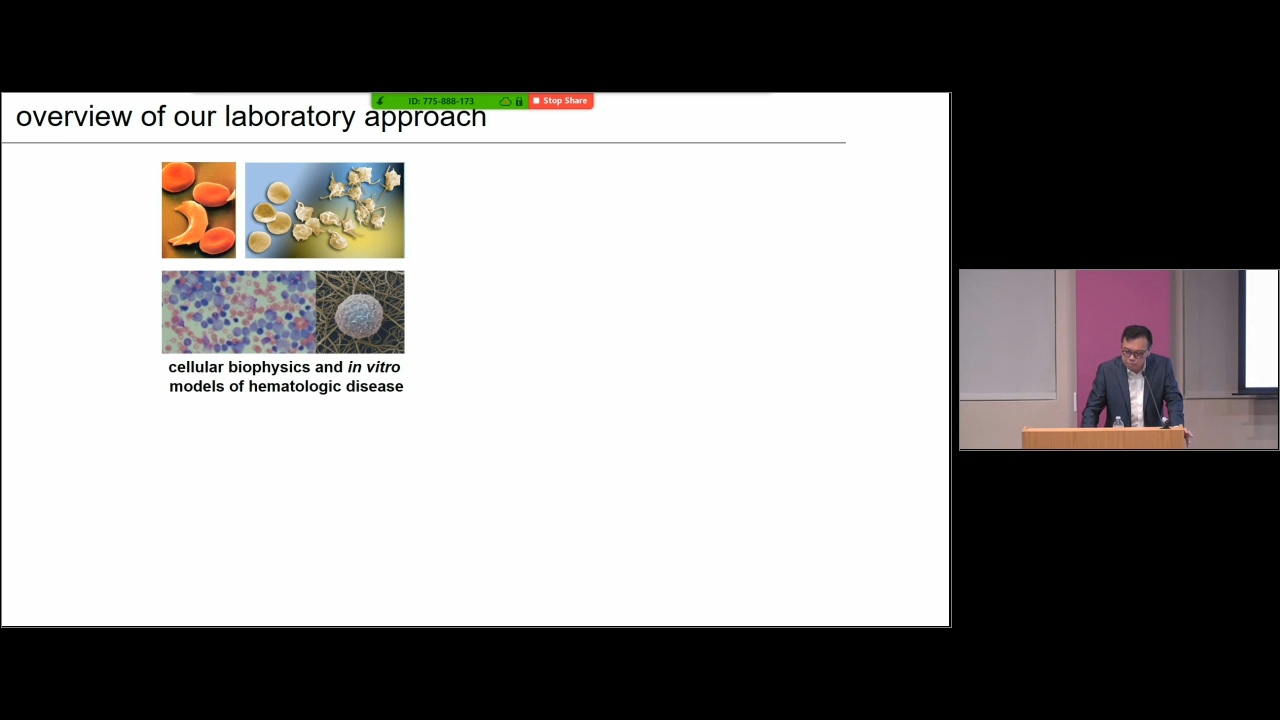 ID: 775-888-173
Stop Share
overview of our laboratory approach
cellular biophysics and in vitro
models of hematologic disease